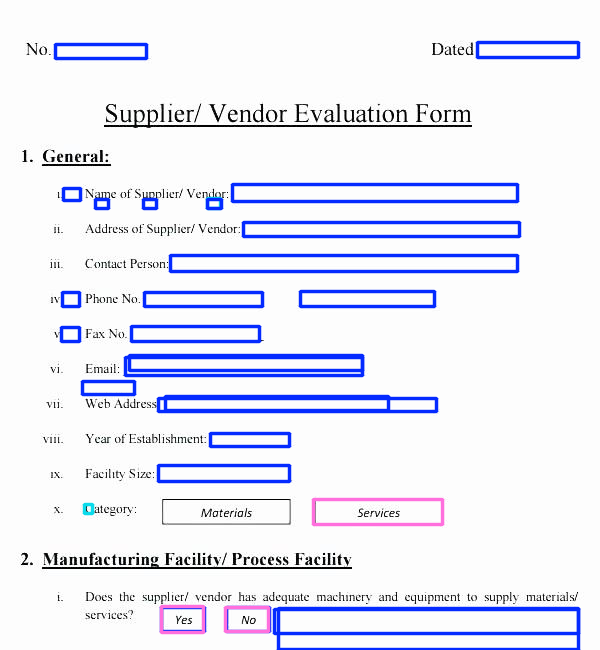 No. Dated
Supplier/ Vendor Evaluation Form
1. General:
i. Name of Supplier/ Vendor:
ii. Address of Supplier/ Vendor:
iii. Contact Person:
iv Phone No.
v Fax No.
vi. Email:
vii. Web Address
viii. Year of Establishment:
ix. Facility Size:
x. Category: Materials Services
2. Manufacturing Facility/ Process Facility
i. Does the supplier/ vendor has adequate machinery and equipment to supply materials/
services? Yes No